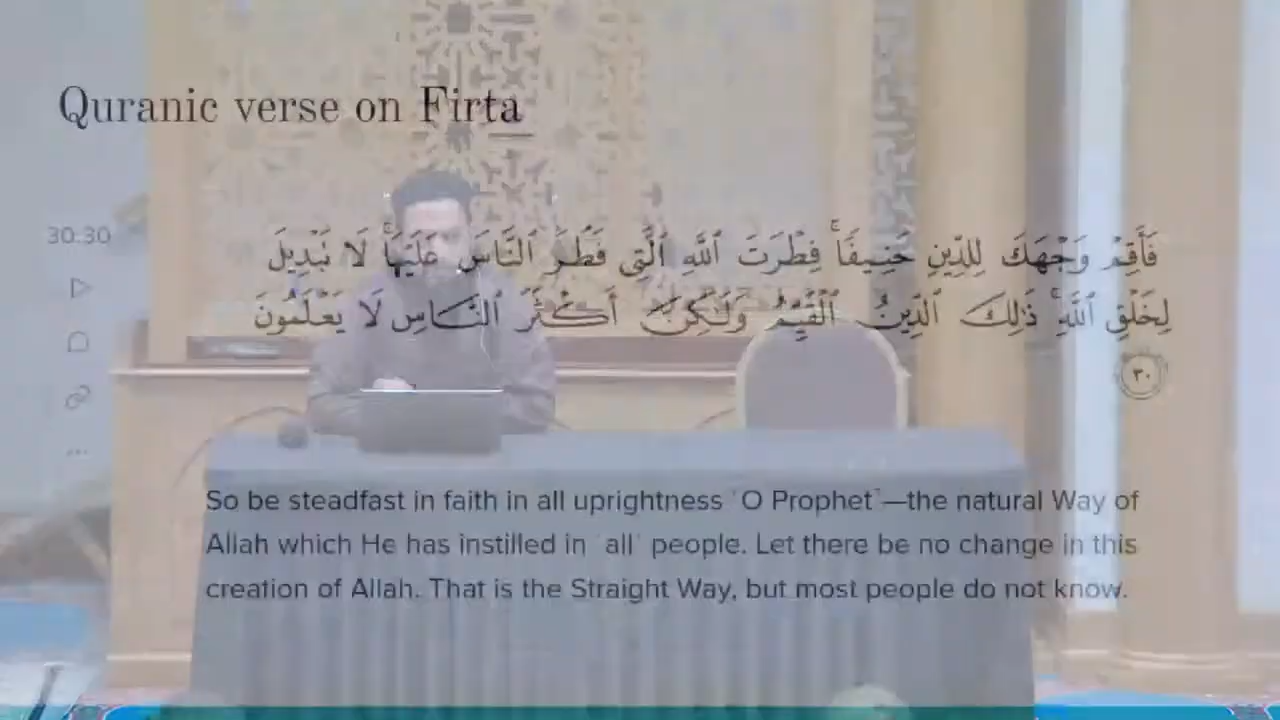 Quranic verse on Firta
30:30
فَأَقِمْ وَجْهَكَ لِلدِّينِ حَنِيفًا ۚ فِطْرَتَ ٱللَّهِ ٱلَّتِى فَطَرَ ٱلنَّاسَ عَلَيْهَا ۚ لَا تَبْدِيلَ
لِخَلْقِ ٱللَّهِ ۚ ذَٰلِكَ ٱلدِّينُ ٱلْقَيِّمُ وَلَـٰكِنَّ أَكْثَرَ ٱلنَّاسِ لَا يَعْلَمُونَ
٣٠
So be steadfast in faith in all uprightness ˹O Prophet˺—the natural Way of
Allah which He has instilled in ˹all˺ people. Let there be no change in this
creation of Allah. That is the Straight Way, but most people do not know.